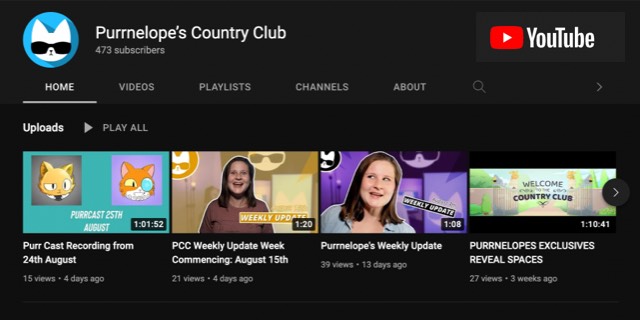 Purrnelope's Country Club
473 subscribers
YouTube
HOME VIDEOS PLAYLISTS CHANNELS ABOUT
Uploads PLAY ALL
PURRCAST 25TH
AUGUST
1:01:52
WEEKLY UPDATE
1:20
WEEKLY UPDATE
1:08
WELCOME
COUNTRY CLUB
1:10:41
Purr Cast Recording from
24th August
15 views • 4 days ago
PCC Weekly Update Week
Commencing: August 15th
21 views • 4 days ago
Purrnelope's Weekly Update
39 views • 13 days ago
PURRNELOPES EXCLUSIVES
REVEAL SPACES
27 views • 3 weeks ago